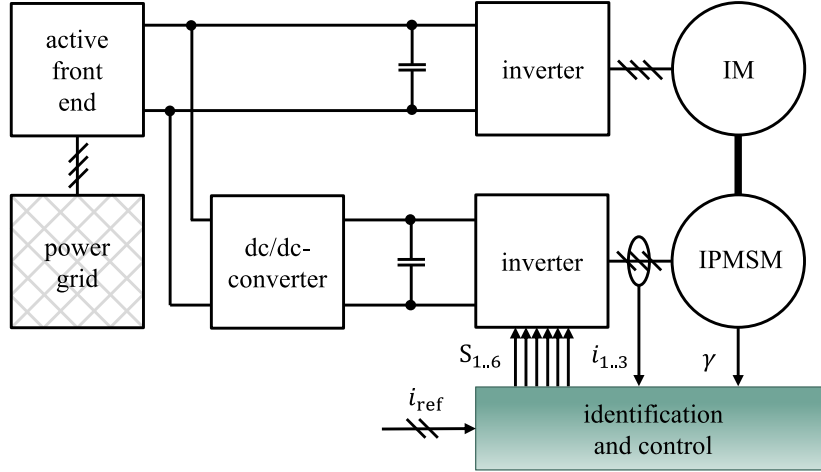 active
front
end
inverter
IM
power
grid
dc/dc-
converter
inverter
IPMSM
S1..6
i1..3
γ
iref
identification
and control